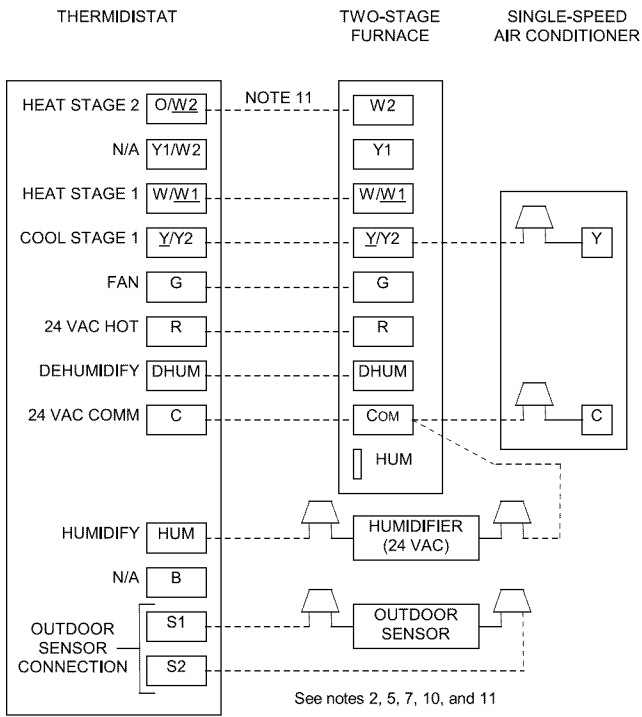 THERMIDISTAT
TWO-STAGE
FURNACE
SINGLE-SPEED
AIR CONDITIONER
HEAT STAGE 2 O/W2 NOTE 11 W2
N/A Y1/W2 Y1
HEAT STAGE 1 W/W1 W/W1
COOL STAGE 1 Y/Y2 Y/Y2 Y
FAN G G
24 VAC HOT R R
DEHUMIDIFY DHUM DHUM
24 VAC COMM C COM C
HUM
HUMIDIFY HUM HUMIDIFIER
(24 VAC)
N/A B
S1 OUTDOOR
SENSOR
OUTDOOR
SENSOR
CONNECTION
S2
See notes 2, 5, 7, 10, and 11